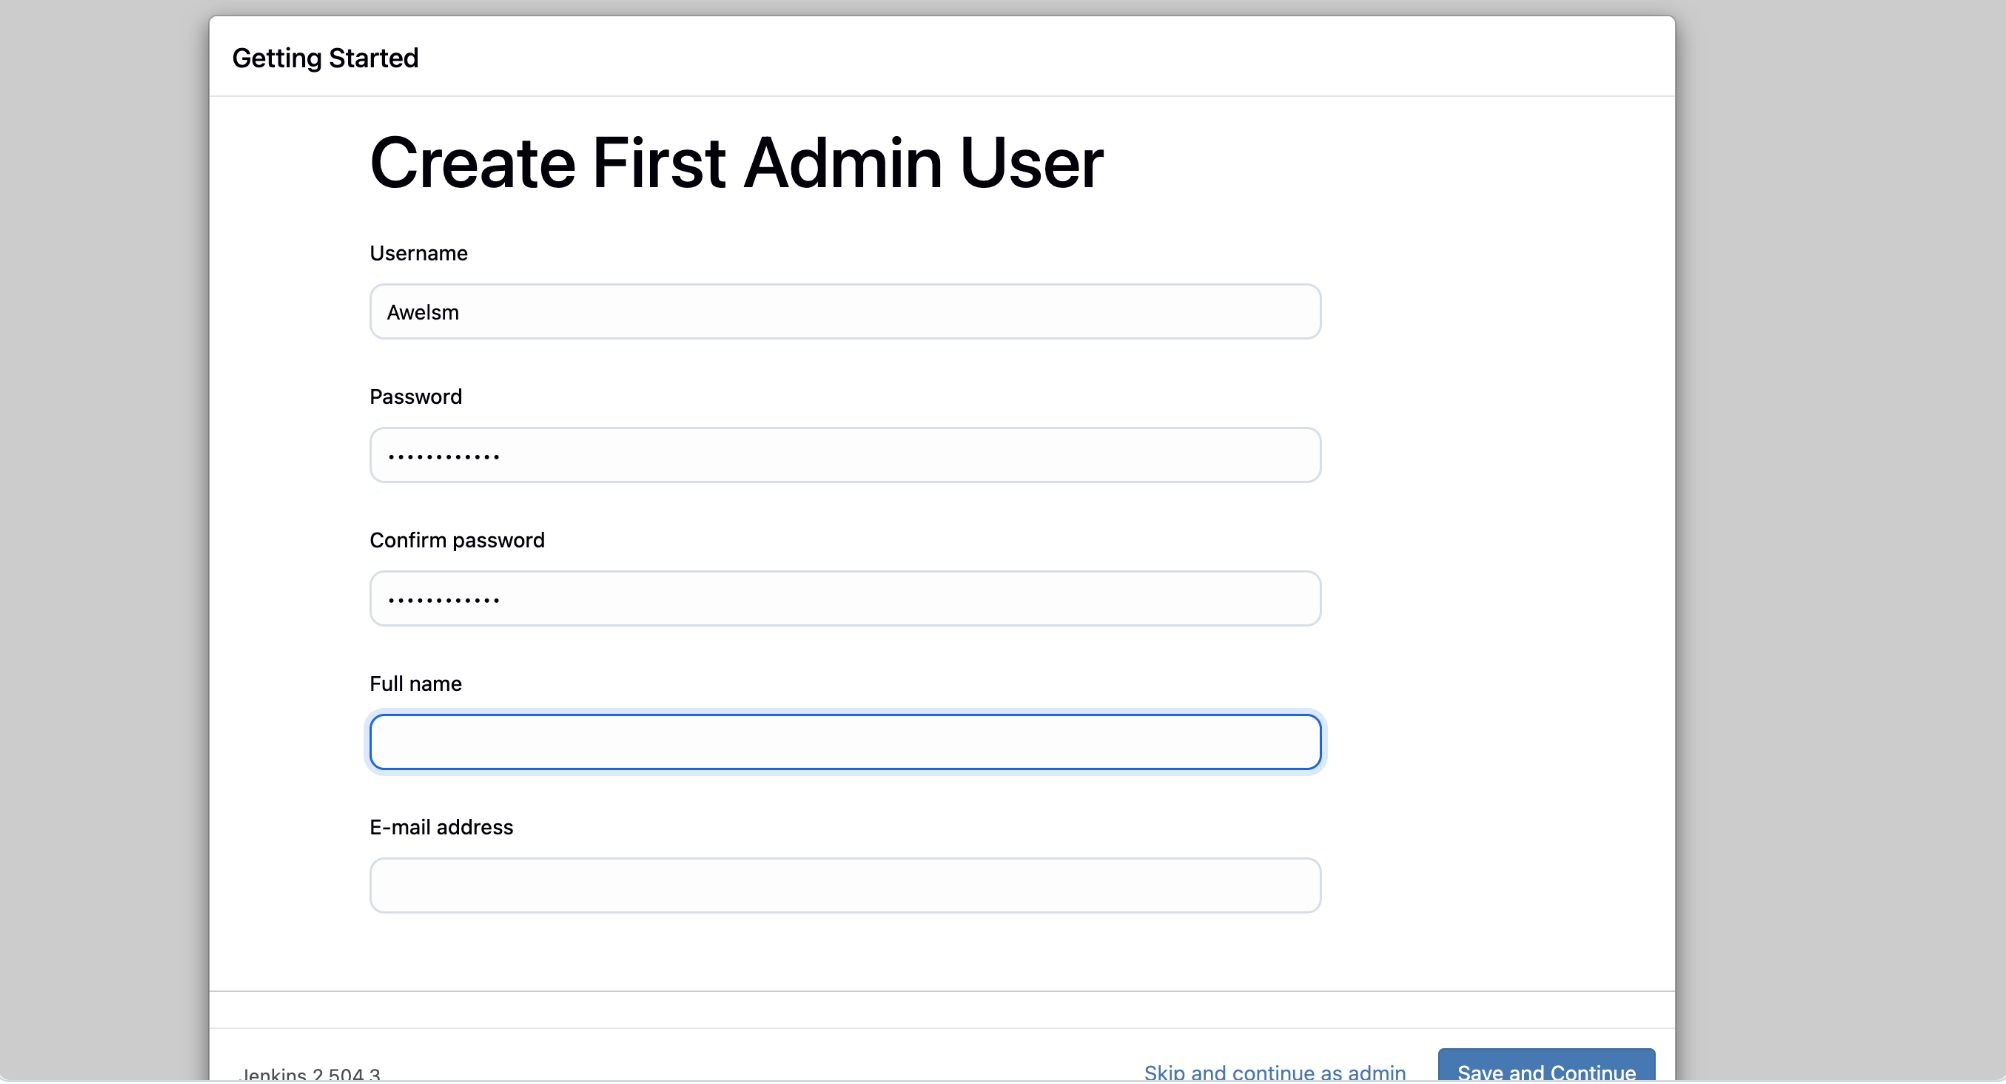 Getting Started
Create First Admin User
Username
Awelsm
Password
••••••••••••
Confirm password
••••••••••••
Full name
E-mail address
Jenkins 2.504.3
Skip and continue as admin
Save and Continue